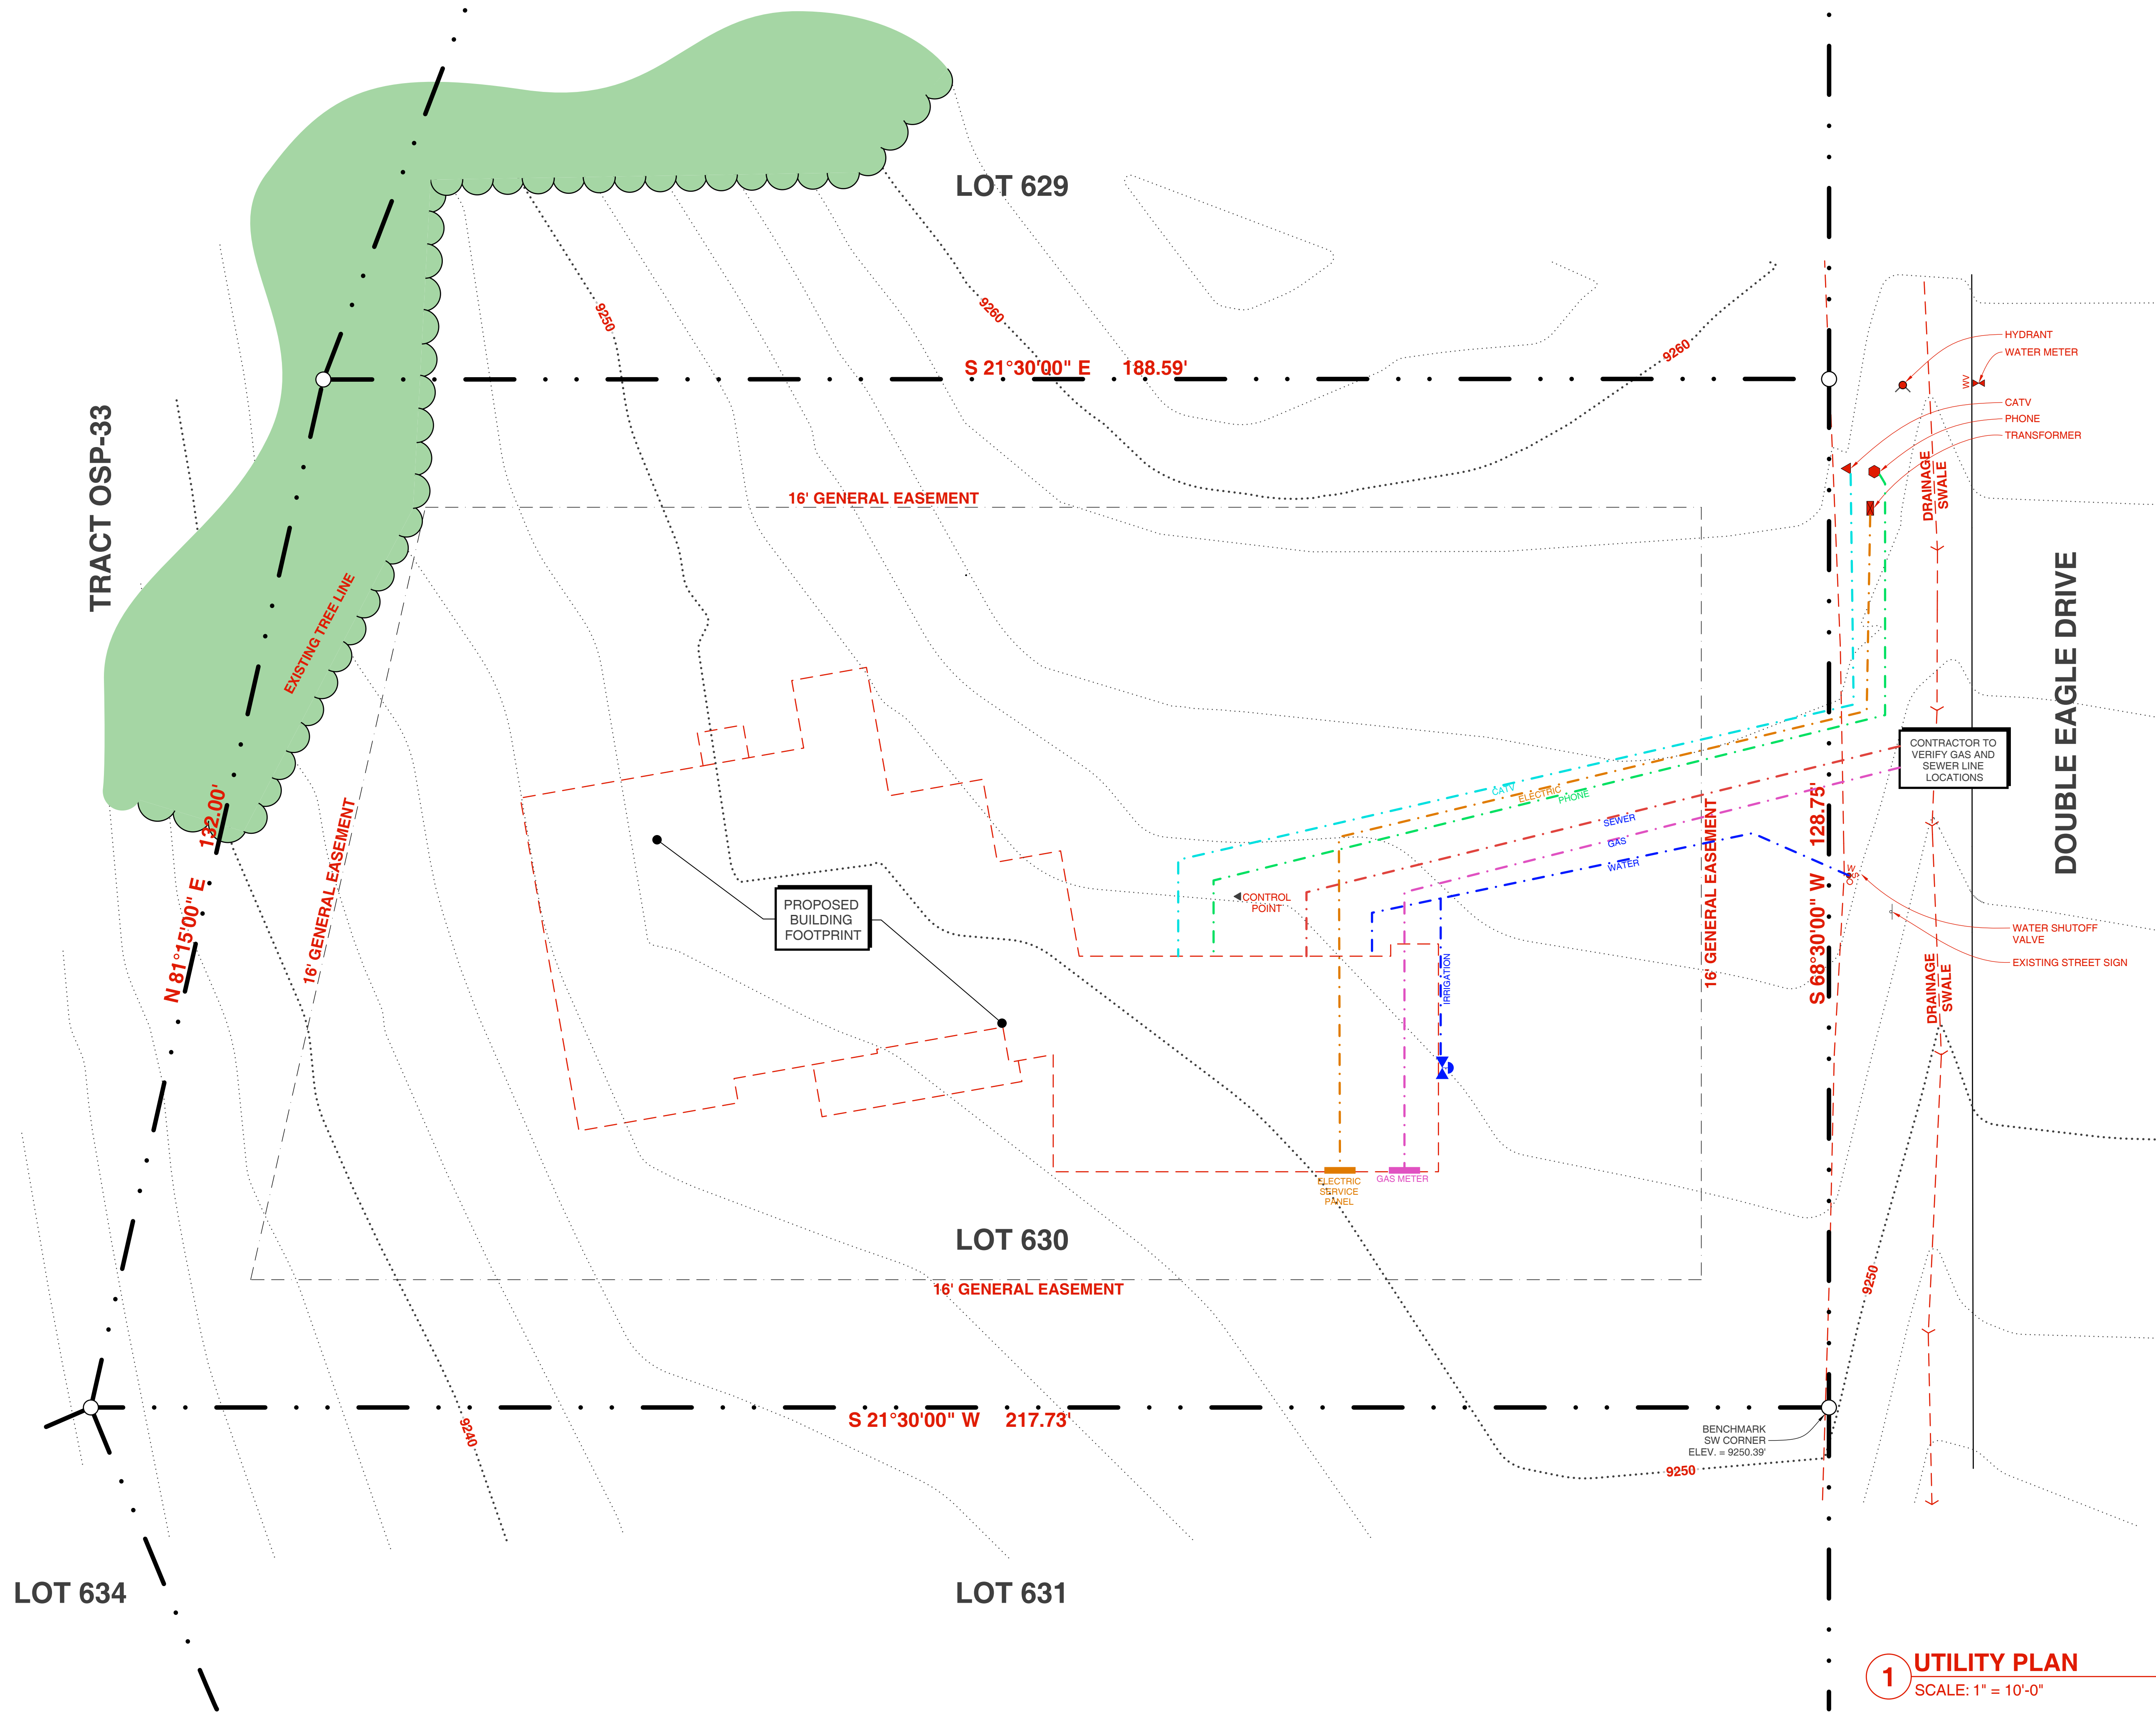 LOT 629
9250
9260
S 21°30'00" E 188.59'
9260
HYDRANT
WATER METER
WV
CATV
PHONE
TRANSFORMER
TRACT OSP-33
16' GENERAL EASEMENT
DRAINAGE
SWALE
EXISTING TREE LINE
DOUBLE EAGLE DRIVE
CONTRACTOR TO
VERIFY GAS AND
SEWER LINE
LOCATIONS
CATV
ELECTRIC
PHONE
SEWER
GAS
WATER
N 81°15'00" E 132.00'
16' GENERAL EASEMENT
16' GENERAL EASEMENT
S 68°30'00" W 128.75'
PROPOSED
BUILDING
FOOTPRINT
CONTROL
POINT
WSO
WATER SHUTOFF
VALVE
EXISTING STREET SIGN
DRAINAGE
SWALE
IRRIGATION
ELECTRIC
SERVICE
PANEL
GAS METER
LOT 630
16' GENERAL EASEMENT
9250
S 21°30'00" W 217.73'
9240
BENCHMARK
SW CORNER
ELEV. = 9250.39'
9250
LOT 634
LOT 631
1
UTILITY PLAN
SCALE: 1" = 10'-0"